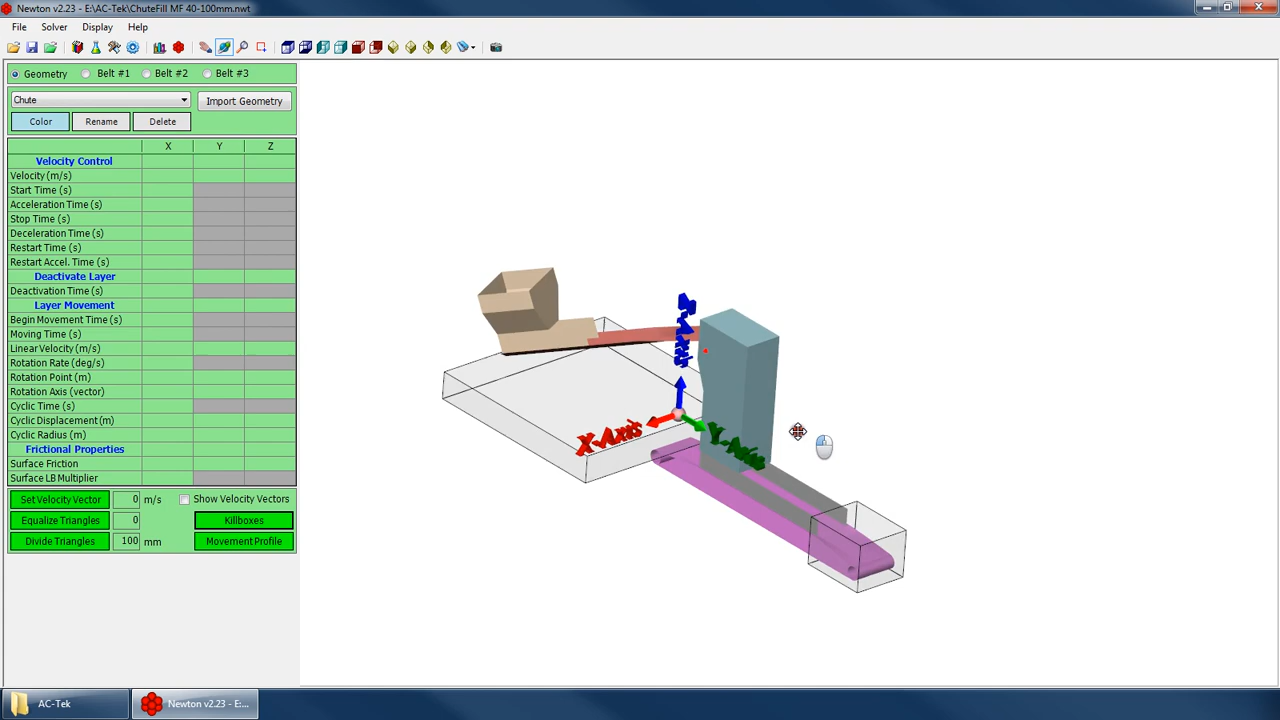 Newton v2.23 - E:\AC-Tek\ChuteFill MF 40-100mm.nwt
File Solver Display Help
Geometry Belt #1 Belt #2 Belt #3
Chute Import Geometry
Color Rename Delete
X Y Z
Velocity Control
Velocity (m/s)
Start Time (s)
Acceleration Time (s)
Stop Time (s)
Deceleration Time (s)
Restart Time (s)
Restart Accel. Time (s)
Deactivate Layer
Deactivation Time (s)
Layer Movement
Begin Movement Time (s)
Moving Time (s)
Linear Velocity (m/s)
Rotation Rate (deg/s)
Rotation Point (m)
Rotation Axis (vector)
Cyclic Time (s)
Cyclic Displacement (m)
Cyclic Radius (m)
Frictional Properties
Surface Friction
Surface LB Multiplier
Set Velocity Vector 0 m/s Show Velocity Vectors
Equalize Triangles 0 Killboxes
Divide Triangles 100 mm Movement Profile
X-Axis
Y-Axis
AC-Tek Newton v2.23 - E:...